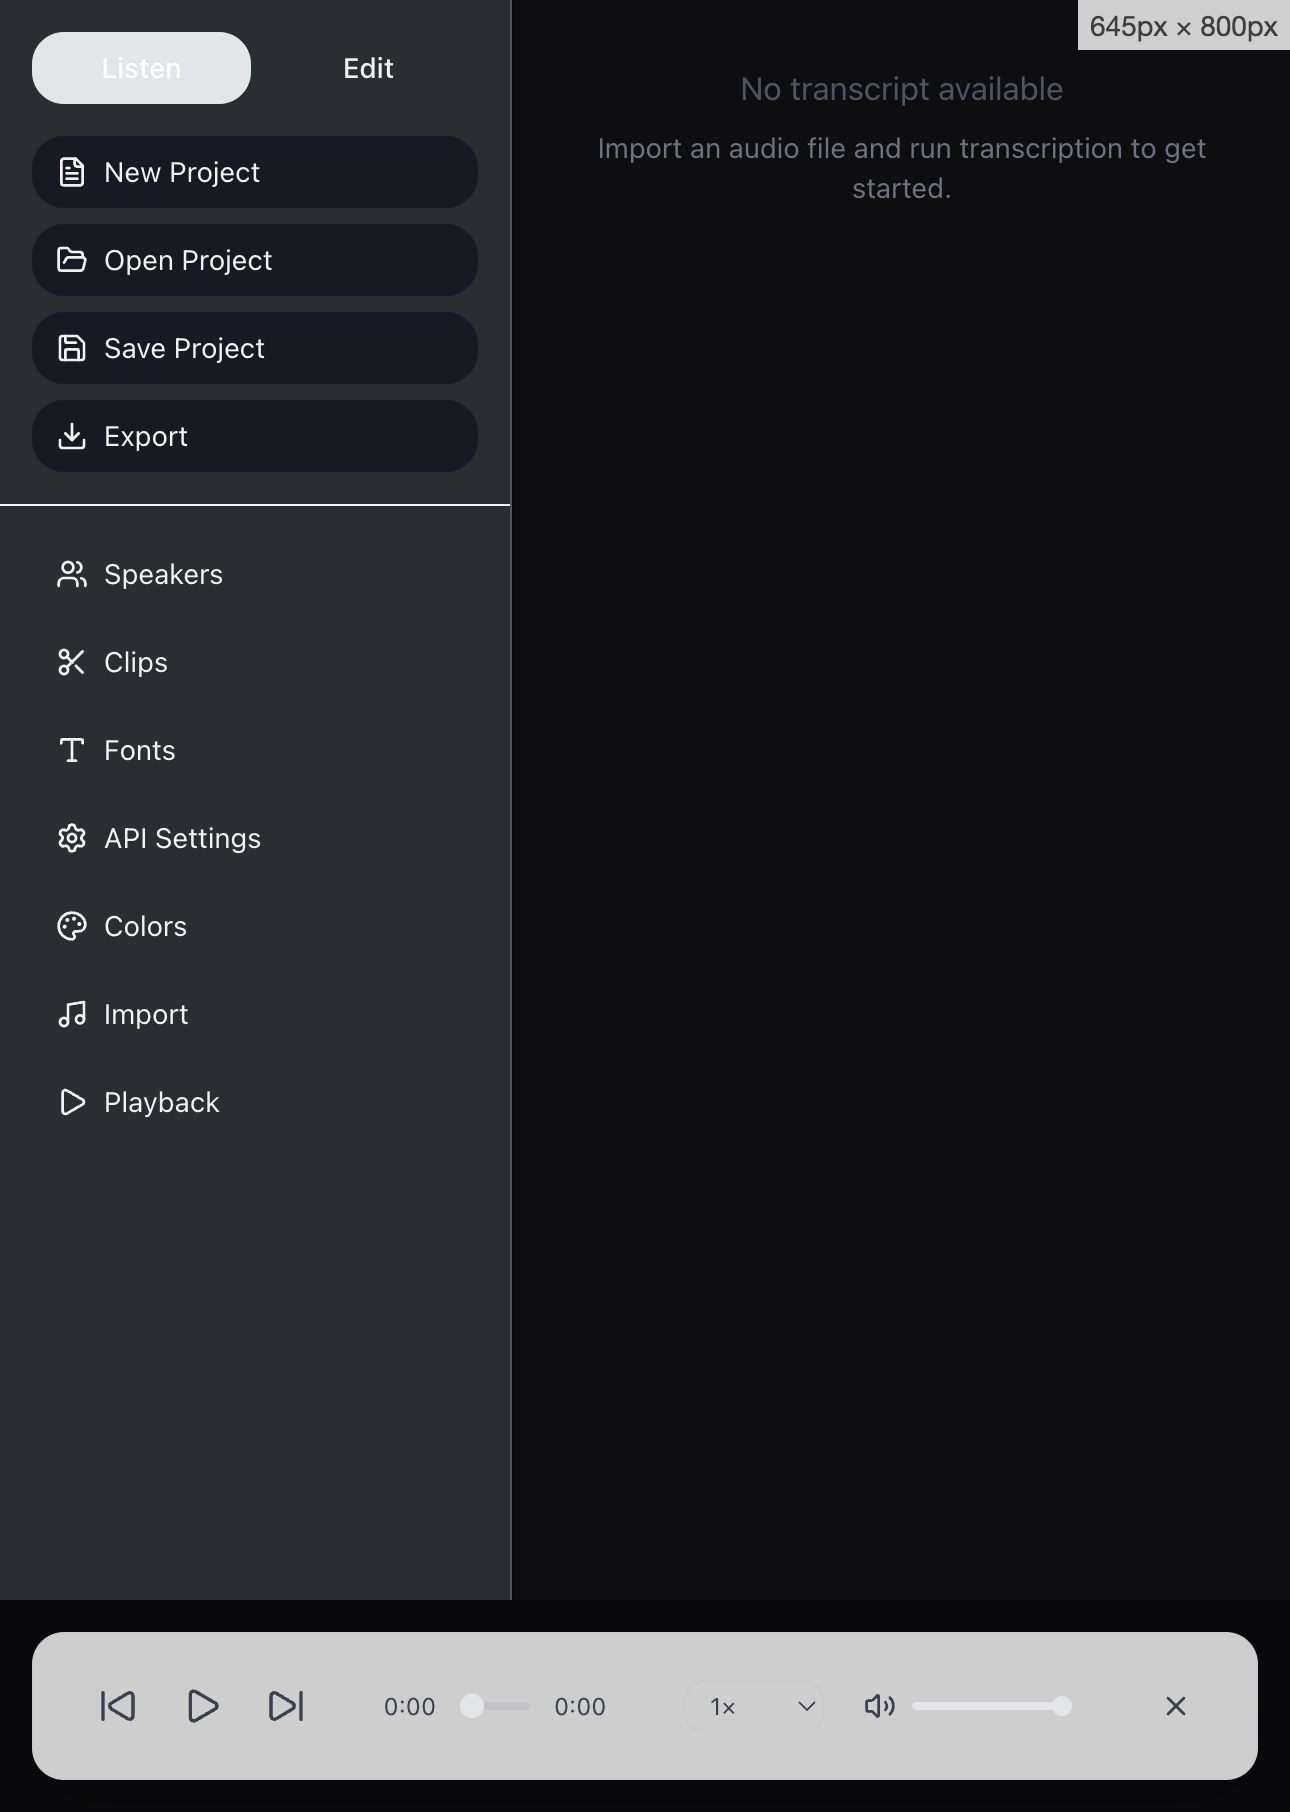 Listen
Edit
New Project
Open Project
Save Project
Export
Speakers
Clips
Fonts
API Settings
Colors
Import
Playback
645px × 800px
No transcript available
Import an audio file and run transcription to get
started.
0:00
0:00
1×